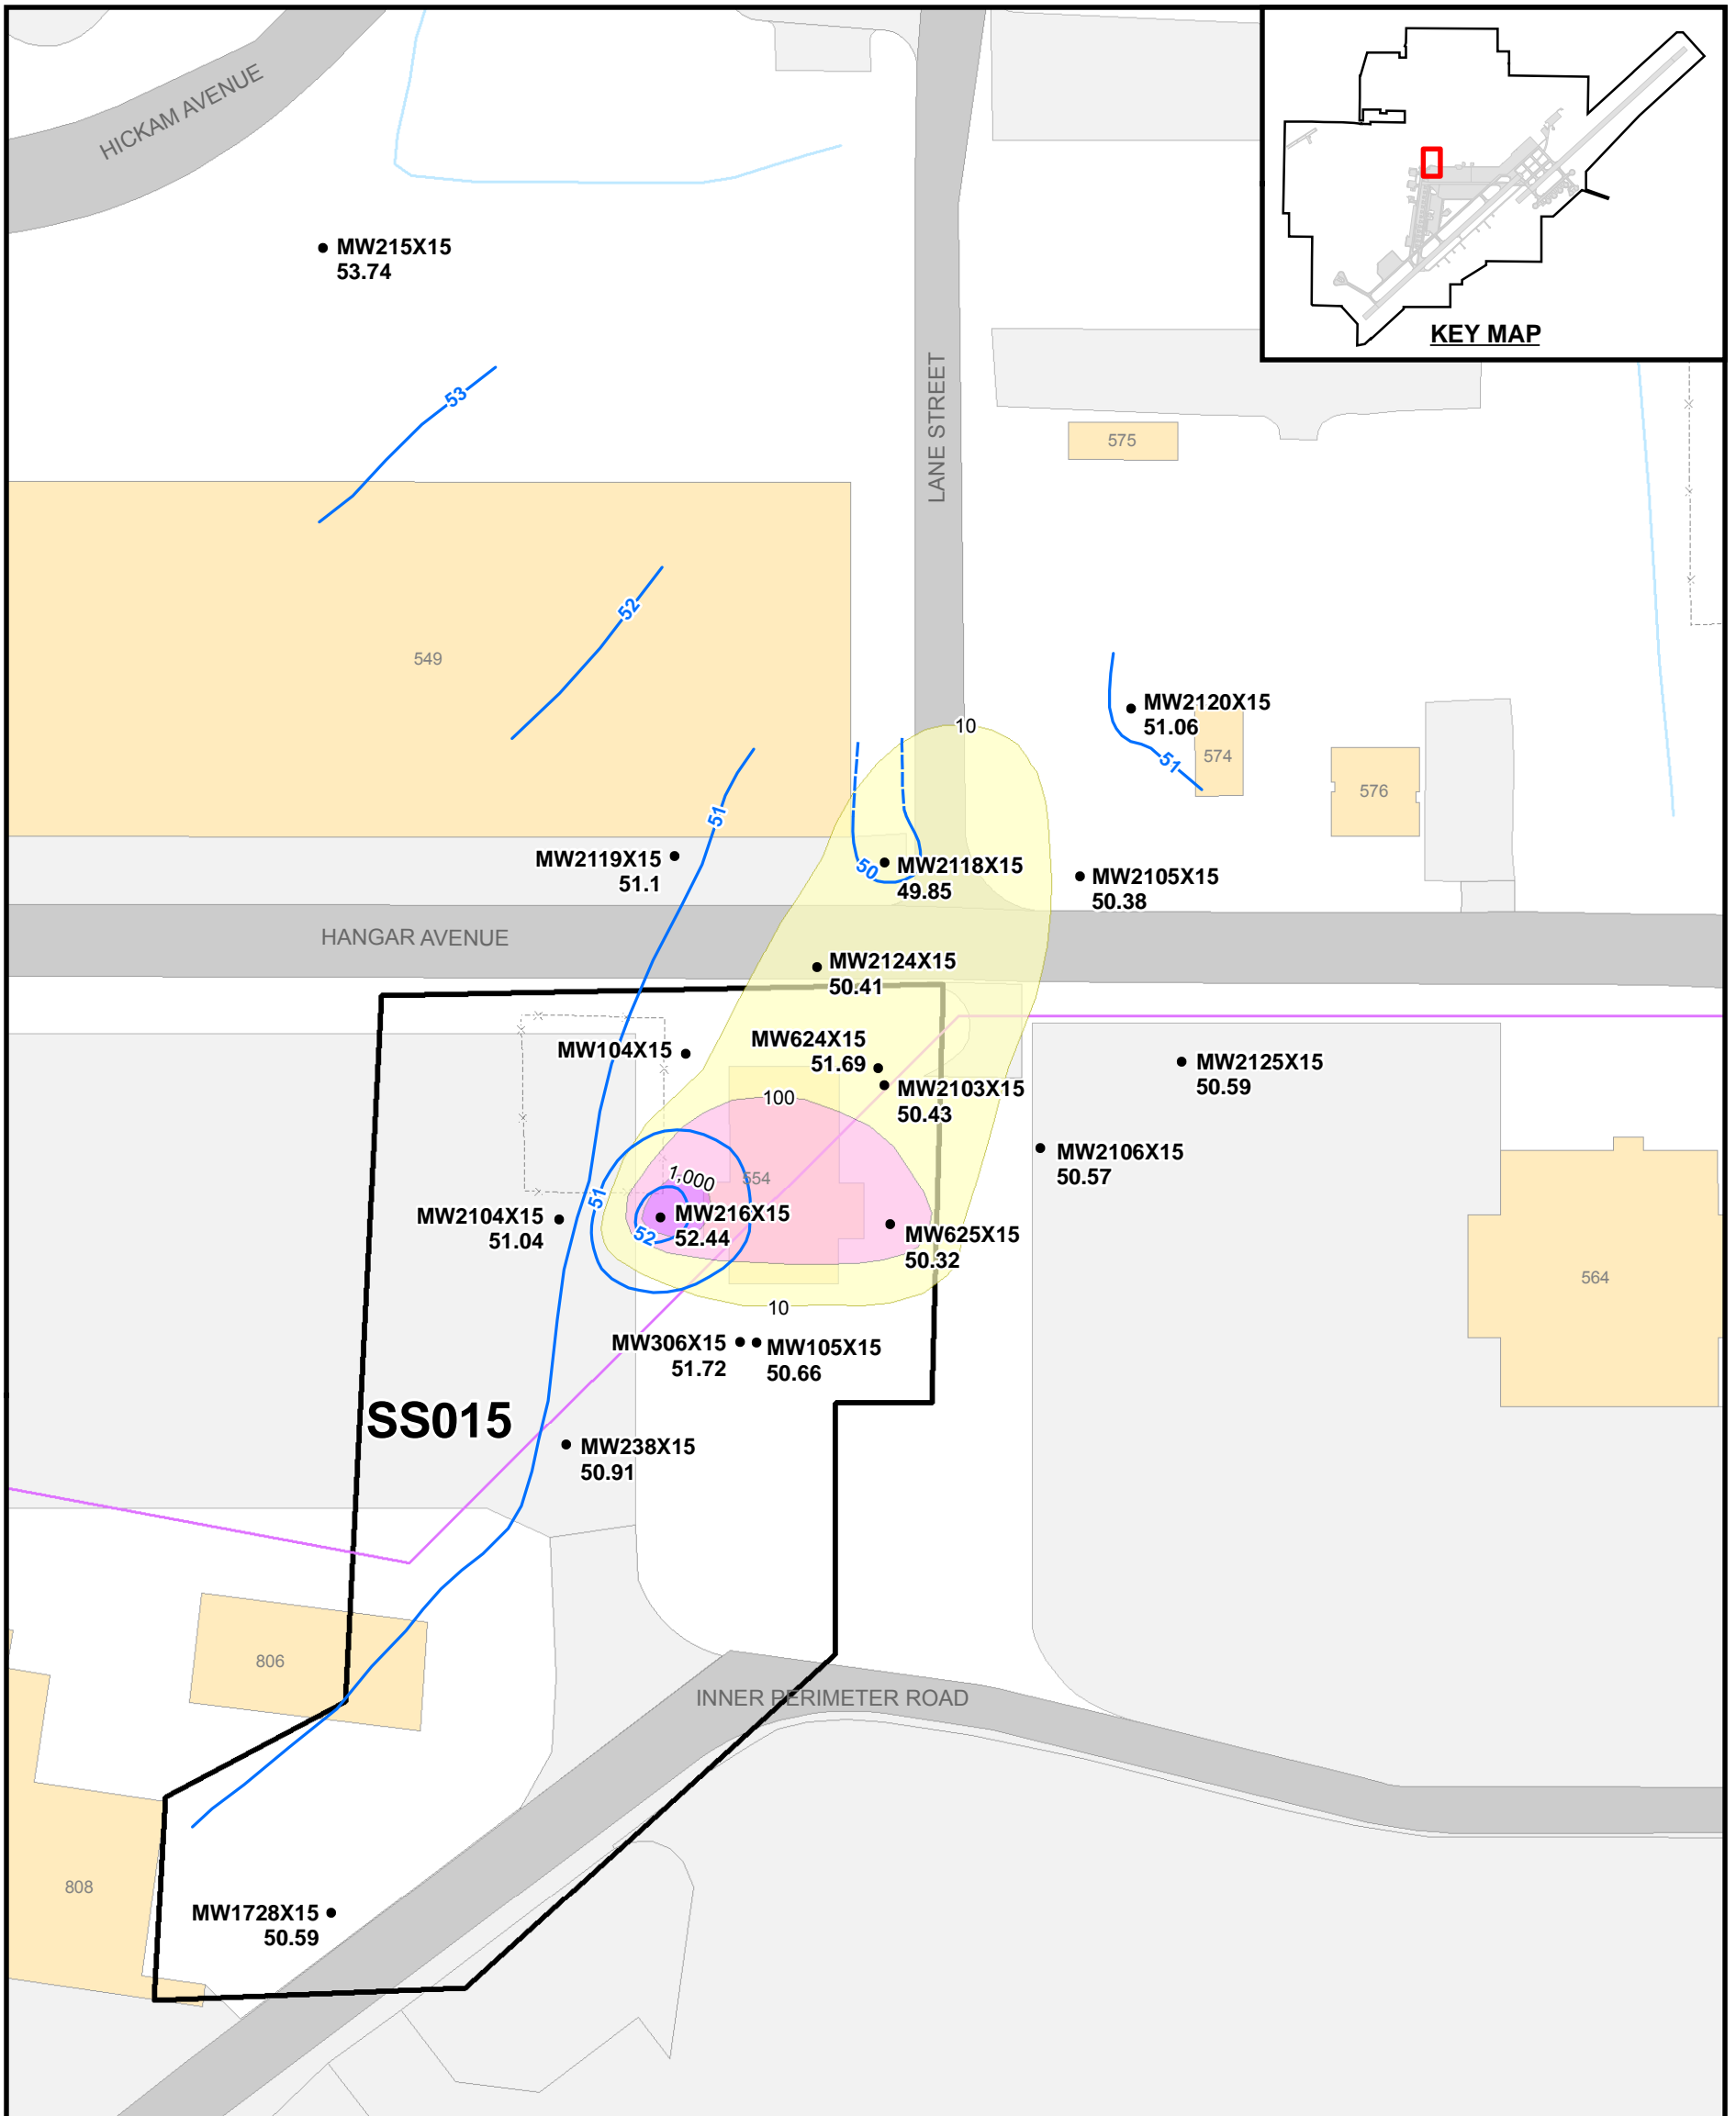 HICKAM AVENUE
KEY MAP
MW215X15
53.74
LANE STREET
53
575
52
549
MW2120X15
51.06
10
51
574
576
51
MW2119X15
51.1
50
MW2118X15
49.85
MW2105X15
50.38
HANGAR AVENUE
MW2124X15
50.41
MW624X15
51.69
MW104X15
MW2125X15
50.59
MW2103X15
50.43
100
MW2106X15
50.57
1,000
554
51
MW2104X15
51.04
MW216X15
52.44
52
MW625X15
50.32
564
10
MW306X15
51.72
MW105X15
50.66
SS015
MW238X15
50.91
806
INNER PERIMETER ROAD
808
MW1728X15
50.59